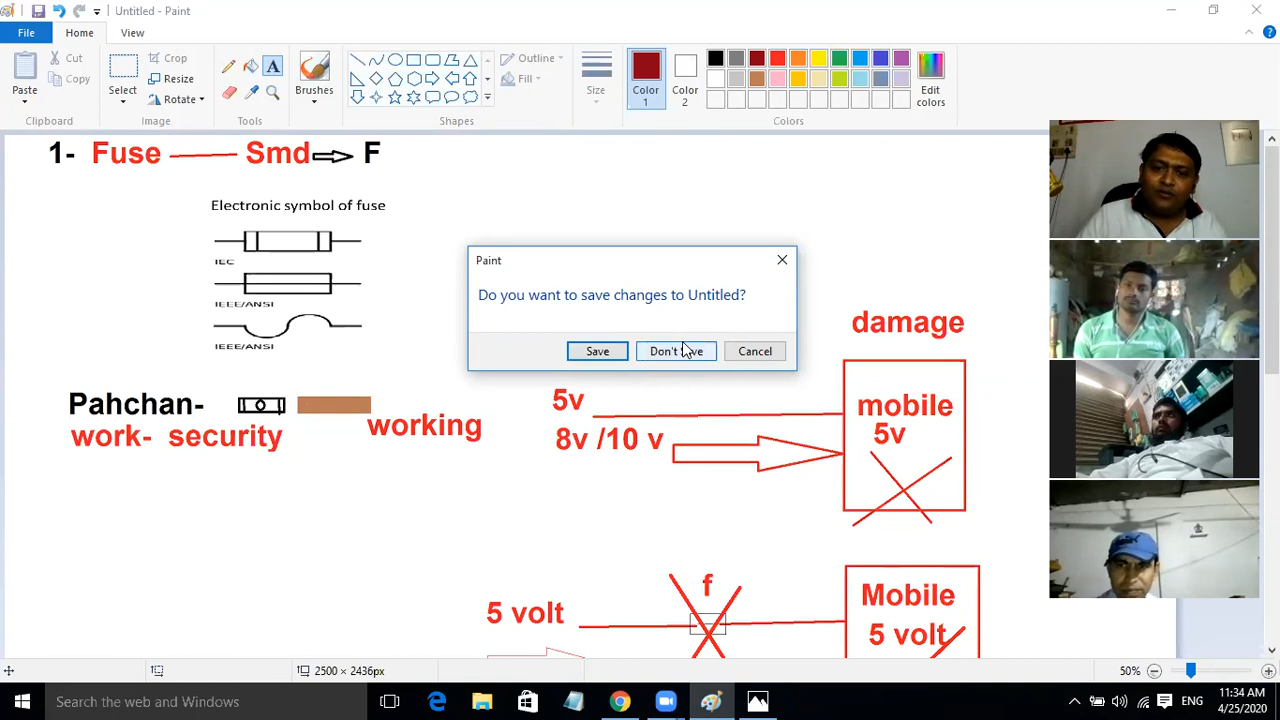 Untitled - Paint
File Home View
Paste
Cut
Copy
Clipboard
Select
Crop
Resize
Rotate
Image
A
Tools
Brushes
Outline
Fill
Shapes
Size
Color 1
Color 2
Edit colors
Colors
1- Fuse Smd F
Electronic symbol of fuse
IEC
IEEE/ANSI
IEEE/ANSI
Pahchan-
work- security
working
Paint
Do you want to save changes to Untitled?
Save Don't Save Cancel
damage
5v
8v /10 v
mobile
5v
f
5 volt
Mobile
5 volt
2500 × 2436px
50%
Search the web and Windows
ENG
11:34 AM
4/25/2020